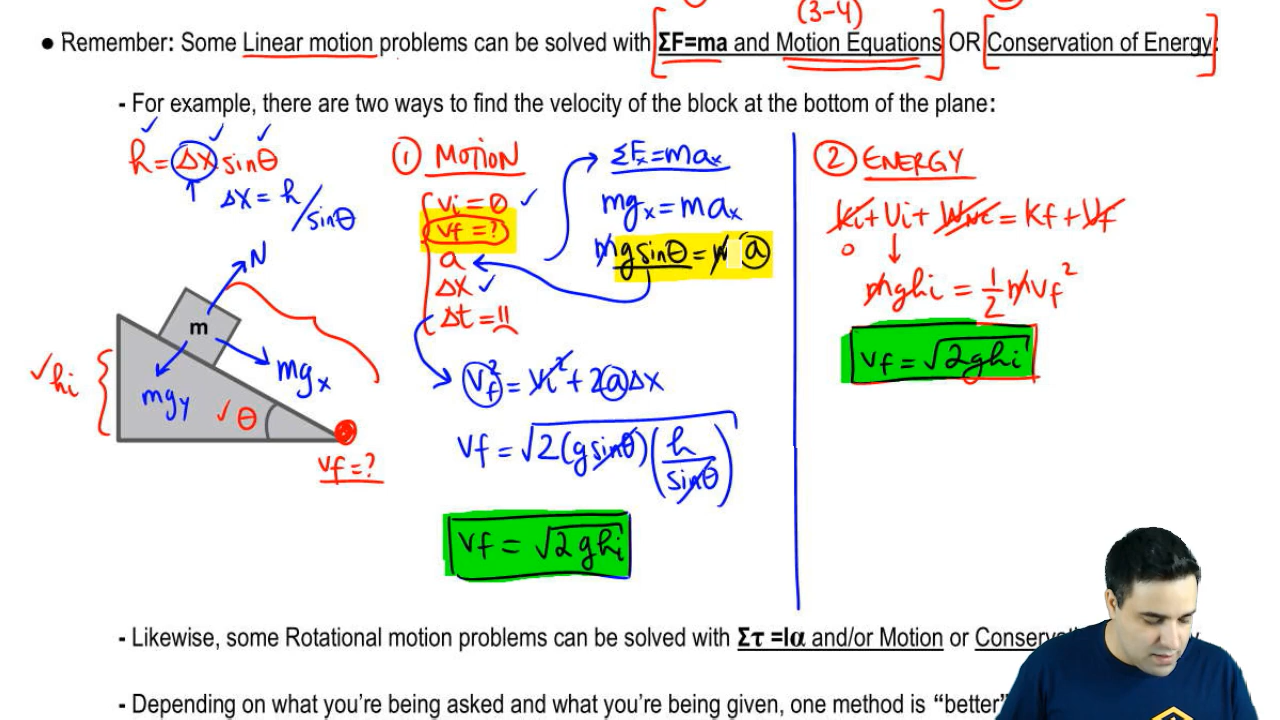 (3-4)
● Remember: Some Linear motion problems can be solved with [ΣF=ma and Motion Equations] OR [Conservation of Energy]:
- For example, there are two ways to find the velocity of the block at the bottom of the plane:
h = Δx sinθ
Δx = h/sinθ
N
m
mgx
mgy
hi
θ
vf = ?
① MOTION
vi = 0
vf = ?
a
Δx
Δt = !!
ΣFx = max
mgx = max
mg sinθ = m a
vf² = vi² + 2aΔx
vf = √2(g sinθ)(h/sinθ)
vf = √2ghi
② ENERGY
Ki + Ui + WNC = Kf + Uf
0
mghi = 1/2 mvf²
vf = √2ghi
- Likewise, some Rotational motion problems can be solved with Στ =Iα and/or Motion or
- Depending on what you're being asked and what you're being given, one method is "better"